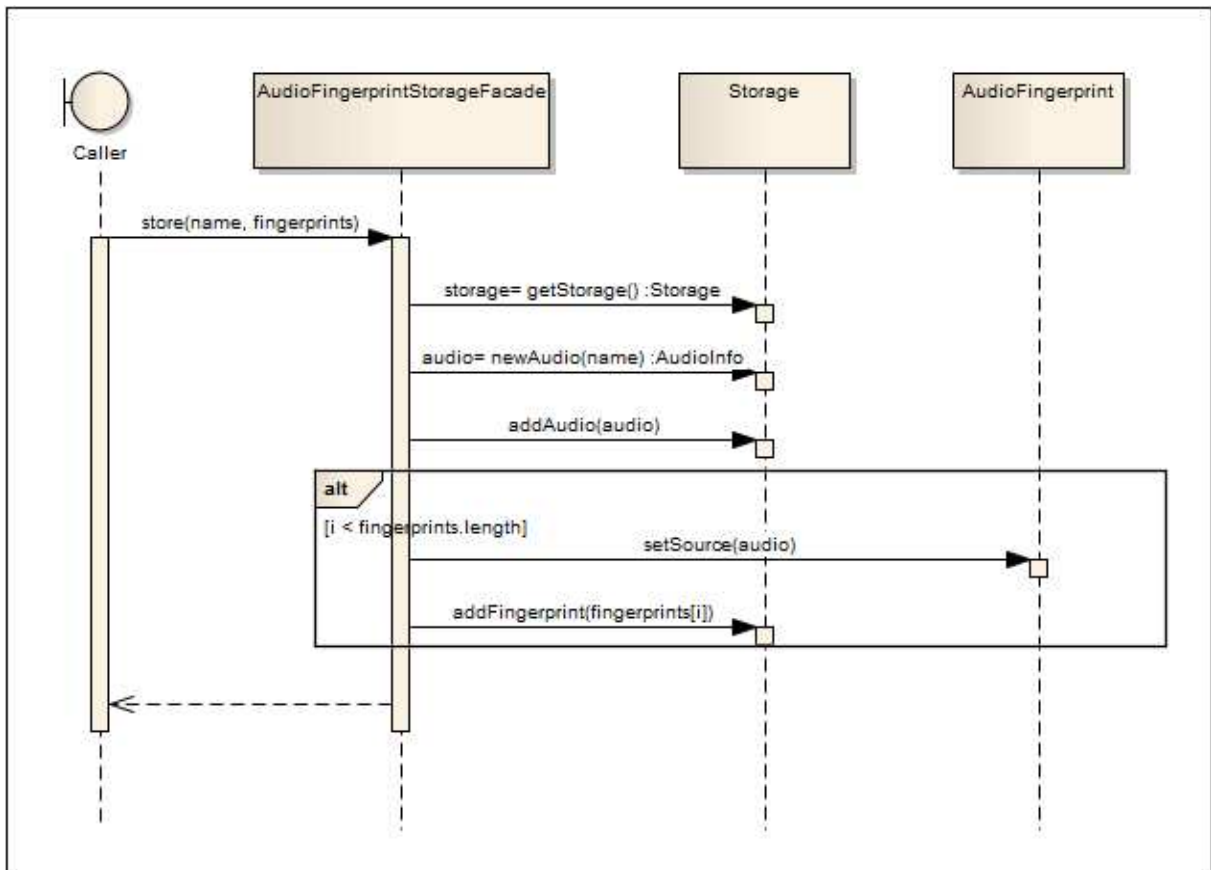 AudioFingerprintStorageFacade
Storage
AudioFingerprint
Caller
store(name, fingerprints)
storage= getStorage() :Storage
audio= newAudio(name) :AudioInfo
addAudio(audio)
alt
[i < fingerprints.length]
setSource(audio)
addFingerprint(fingerprints[i])